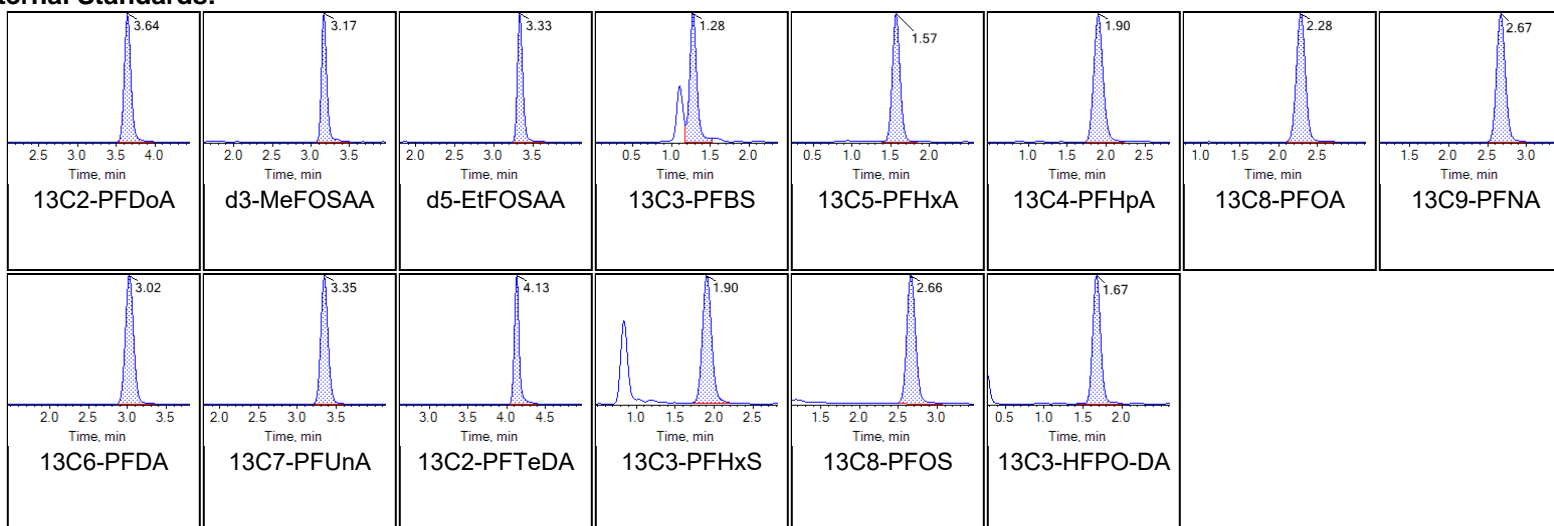 ternal Standards:
3.64 3.17 3.33 1.28 1.57 1.90 2.28 2.67
2.5 3.0 3.5 4.0 2.0 2.5 3.0 3.5 2.0 2.5 3.0 3.5 0.5 1.0 1.5 2.0 0.5 1.0 1.5 2.0 1.0 1.5 2.0 2.5 1.0 1.5 2.0 2.5 1.5 2.0 2.5 3.0
Time, min Time, min Time, min Time, min Time, min Time, min Time, min Time, min
13C2-PFDoA d3-MeFOSAA d5-EtFOSAA 13C3-PFBS 13C5-PFHxA 13C4-PFHpA 13C8-PFOA 13C9-PFNA
3.02 3.35 4.13 1.90 2.66 1.67
2.0 2.5 3.0 3.5 2.0 2.5 3.0 3.5 3.0 3.5 4.0 4.5 1.0 1.5 2.0 2.5 1.5 2.0 2.5 3.0 0.5 1.0 1.5 2.0
Time, min Time, min Time, min Time, min Time, min Time, min
13C6-PFDA 13C7-PFUnA 13C2-PFTeDA 13C3-PFHxS 13C8-PFOS 13C3-HFPO-DA